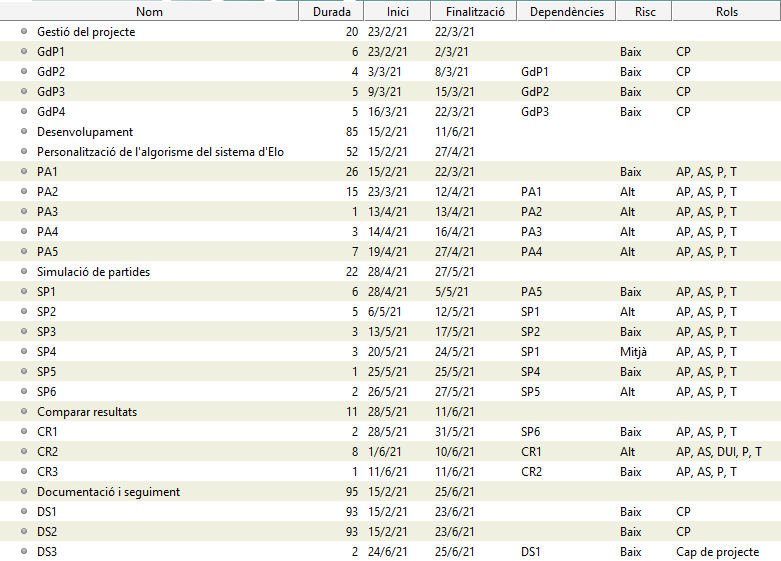 Nom Durada Inici Finalització Dependències Risc Rols
Gestió del projecte 20 23/2/21 22/3/21
GdP1 6 23/2/21 2/3/21 Baix CP
GdP2 4 3/3/21 8/3/21 GdP1 Baix CP
GdP3 5 9/3/21 15/3/21 GdP2 Baix CP
GdP4 5 16/3/21 22/3/21 GdP3 Baix CP
Desenvolupament 85 15/2/21 11/6/21
Personalització de l'algorisme del sistema d'Elo 52 15/2/21 27/4/21
PA1 26 15/2/21 22/3/21 Baix AP, AS, P, T
PA2 15 23/3/21 12/4/21 PA1 Alt AP, AS, P, T
PA3 1 13/4/21 13/4/21 PA2 Alt AP, AS, P, T
PA4 3 14/4/21 16/4/21 PA3 Alt AP, AS, P, T
PA5 7 19/4/21 27/4/21 PA4 Alt AP, AS, P, T
Simulació de partides 22 28/4/21 27/5/21
SP1 6 28/4/21 5/5/21 PA5 Baix AP, AS, P, T
SP2 5 6/5/21 12/5/21 SP1 Alt AP, AS, P, T
SP3 3 13/5/21 17/5/21 SP2 Baix AP, AS, P, T
SP4 3 20/5/21 24/5/21 SP1 Mitjà AP, AS, P, T
SP5 1 25/5/21 25/5/21 SP4 Baix AP, AS, P, T
SP6 2 26/5/21 27/5/21 SP5 Alt AP, AS, P, T
Comparar resultats 11 28/5/21 11/6/21
CR1 2 28/5/21 31/5/21 SP6 Baix AP, AS, P, T
CR2 8 1/6/21 10/6/21 CR1 Alt AP, AS, DUI, P, T
CR3 1 11/6/21 11/6/21 CR2 Baix AP, AS, P, T
Documentació i seguiment 95 15/2/21 25/6/21
DS1 93 15/2/21 23/6/21 Baix CP
DS2 93 15/2/21 23/6/21 Baix CP
DS3 2 24/6/21 25/6/21 DS1 Baix Cap de projecte